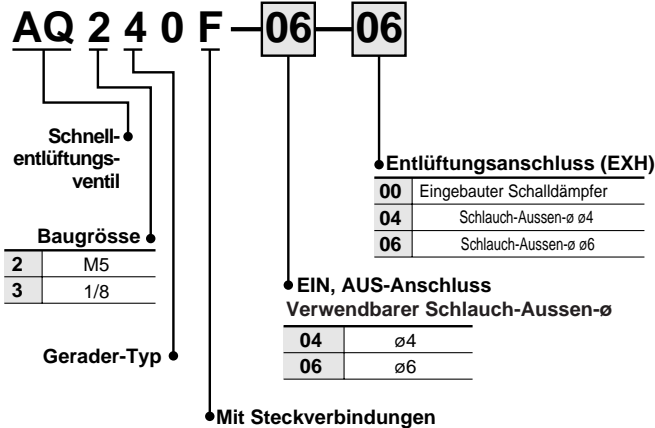 AQ 2 4 0 F — 06 — 06
Schnell-
entlüftungs-
ventil
Baugrösse
2 M5
3 1/8
Gerader-Typ
Mit Steckverbindungen
EIN, AUS-Anschluss
Verwendbarer Schlauch-Aussen-ø
04 ø4
06 ø6
Entlüftungsanschluss (EXH)
00 Eingebauter Schalldämpfer
04 Schlauch-Aussen-ø ø4
06 Schlauch-Aussen-ø ø6